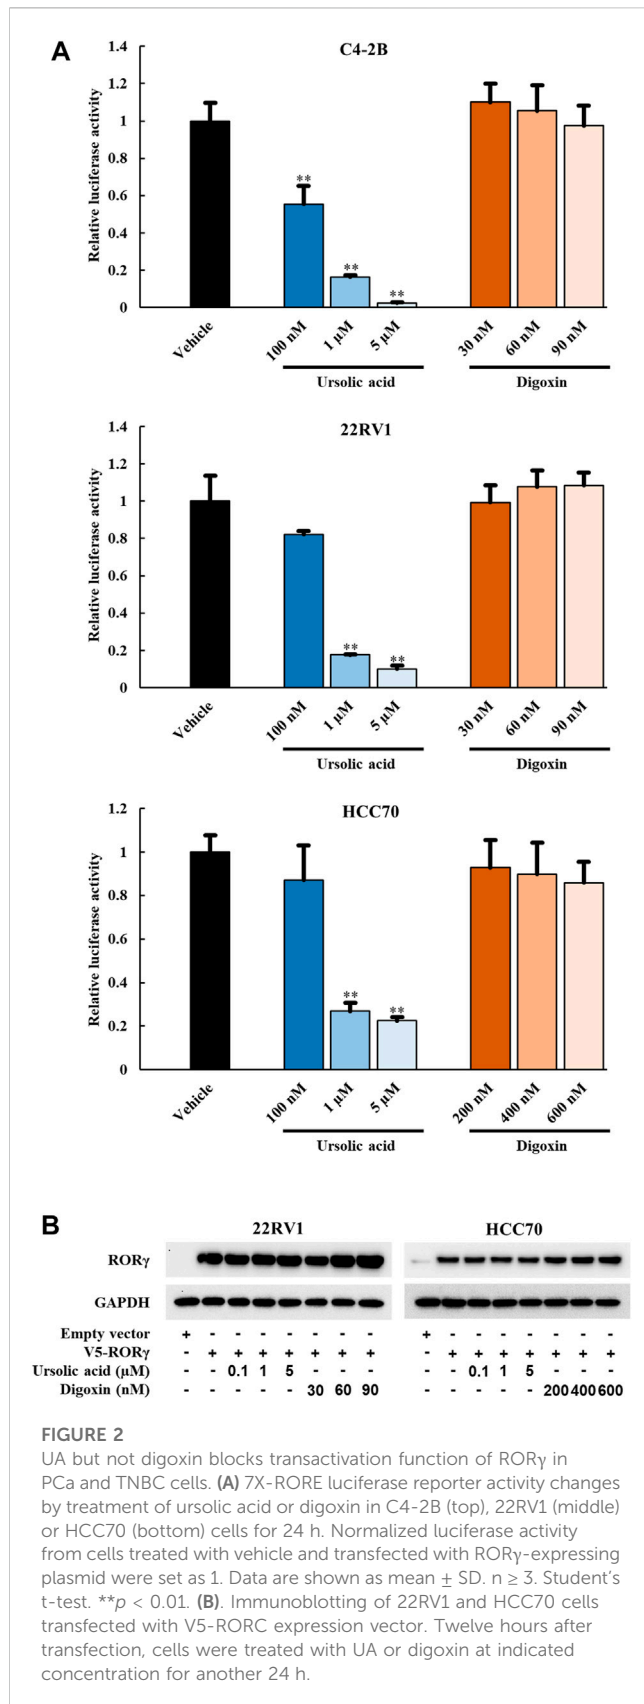 A
C4-2B
Relative luciferase activity
1.4
1.2
1
0.8
0.6
0.4
0.2
0
**
**
**
Vehicle
100 nM
1 µM
5 µM
30 nM
60 nM
90 nM
Ursolic acid
Digoxin
22RV1
Relative luciferase activity
1.4
1.2
1
0.8
0.6
0.4
0.2
0
**
**
Vehicle
100 nM
1 µM
5 µM
30 nM
60 nM
90 nM
Ursolic acid
Digoxin
HCC70
Relative luciferase activity
1.2
1
0.8
0.6
0.4
0.2
0
**
**
Vehicle
100 nM
1 µM
5 µM
200 nM
400 nM
600 nM
Ursolic acid
Digoxin
B
22RV1 HCC70
RORγ
GAPDH
Empty vector + - - - - - - - + - - - - - - -
V5-RORγ - + + + + + + + - + + + + + + +
Ursolic acid (µM) - - 0.1 1 5 - - - - - 0.1 1 5 - - -
Digoxin (nM) - - - - - 30 60 90 - - - - - 200 400 600
FIGURE 2
UA but not digoxin blocks transactivation function of RORγ in
PCa and TNBC cells. (A) 7X-RORE luciferase reporter activity changes
by treatment of ursolic acid or digoxin in C4-2B (top), 22RV1 (middle)
or HCC70 (bottom) cells for 24 h. Normalized luciferase activity
from cells treated with vehicle and transfected with RORγ-expressing
plasmid were set as 1. Data are shown as mean ± SD. n ≥ 3. Student's
t-test. **p < 0.01. (B). Immunoblotting of 22RV1 and HCC70 cells
transfected with V5-RORC expression vector. Twelve hours after
transfection, cells were treated with UA or digoxin at indicated
concentration for another 24 h.